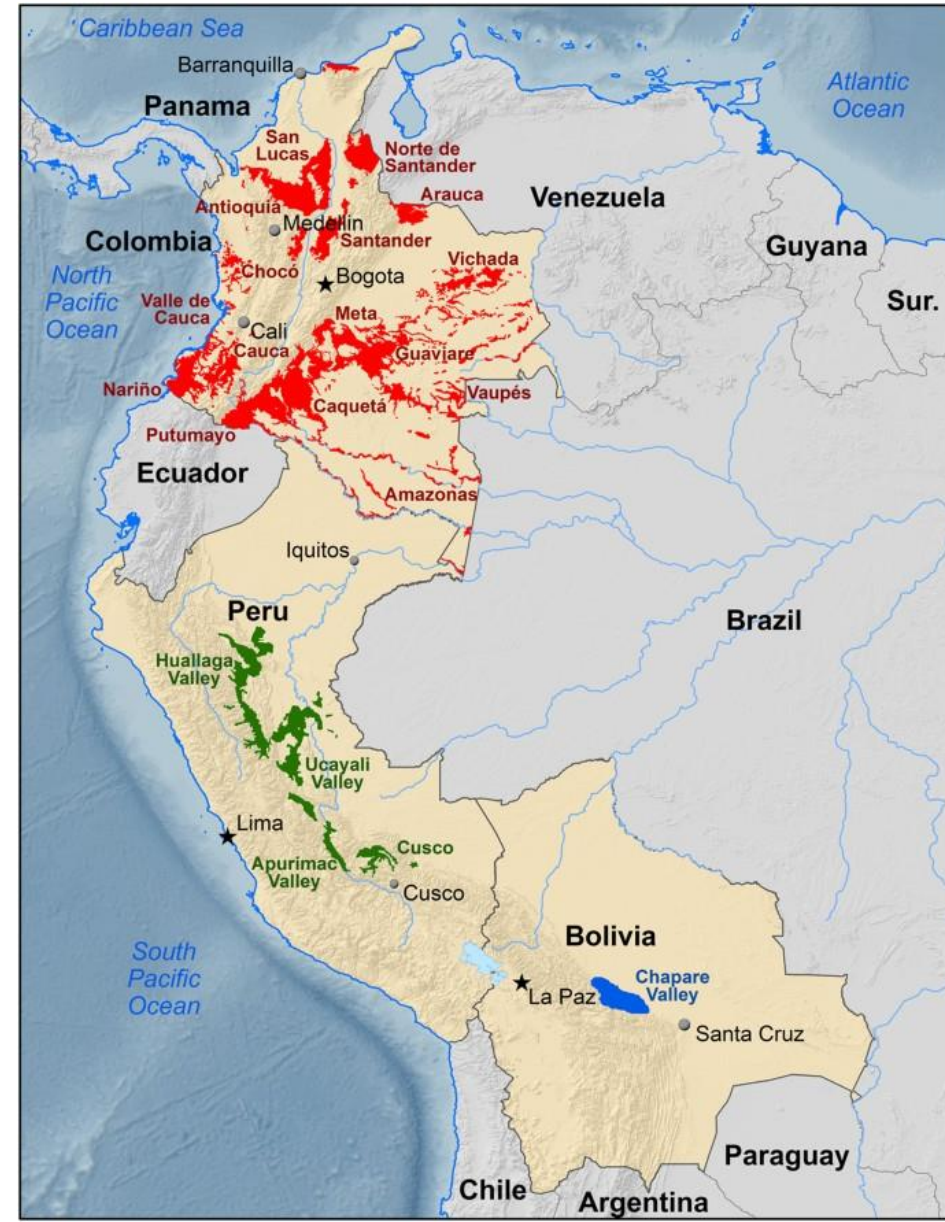 Caribbean Sea
Barranquilla
Atlantic
Ocean
Panama
San
Lucas
Norte de
Santander
Arauca
Venezuela
Antioquía
Medellin
Santander
Colombia
Guyana
North
Pacific
Ocean
Chocó
Bogota
Vichada
Sur.
Valle de
Cauca
Meta
Cali
Cauca
Guaviare
Nariño
Caquetá
Vaupés
Putumayo
Ecuador
Amazonas
Iquitos
Peru
Brazil
Huallaga
Valley
Ucayali
Valley
Lima
Apurimac
Valley
Cusco
Cusco
South
Pacific
Ocean
Bolivia
La Paz
Chapare
Valley
Santa Cruz
Paraguay
Chile
Argentina